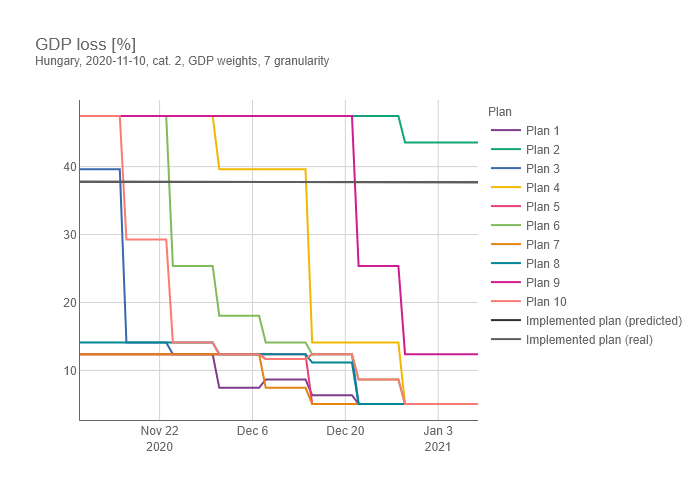 GDP loss [%]
Hungary, 2020-11-10, cat. 2, GDP weights, 7 granularity
Plan
Plan 1
Plan 2
Plan 3
Plan 4
Plan 5
Plan 6
Plan 7
Plan 8
Plan 9
Plan 10
Implemented plan (predicted)
Implemented plan (real)
40
30
20
10
Nov 22
2020
Dec 6
Dec 20
Jan 3
2021